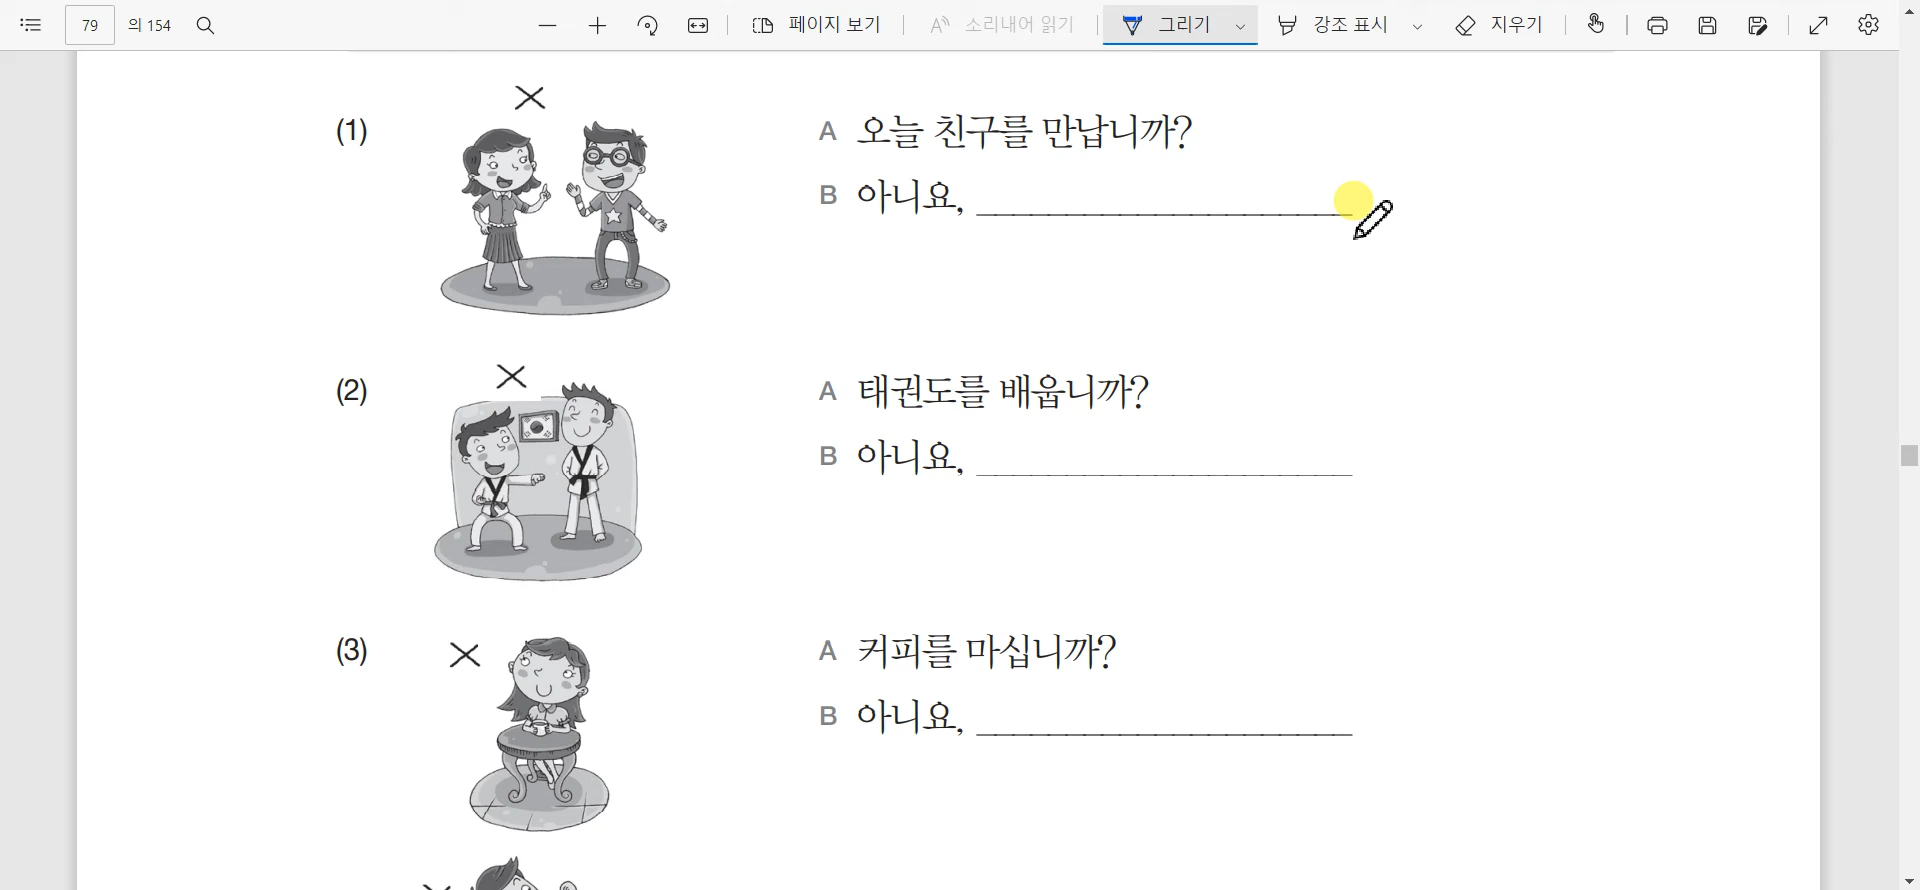 79 의 154 페이지 보기 A 소리내어 읽기 그리기 강조 표시 지우기
(1)
A 오늘 친구를 만납니까?
B 아니요, ____________________
(2)
A 태권도를 배웁니까?
B 아니요, ____________________
(3)
A 커피를 마십니까?
B 아니요, ____________________